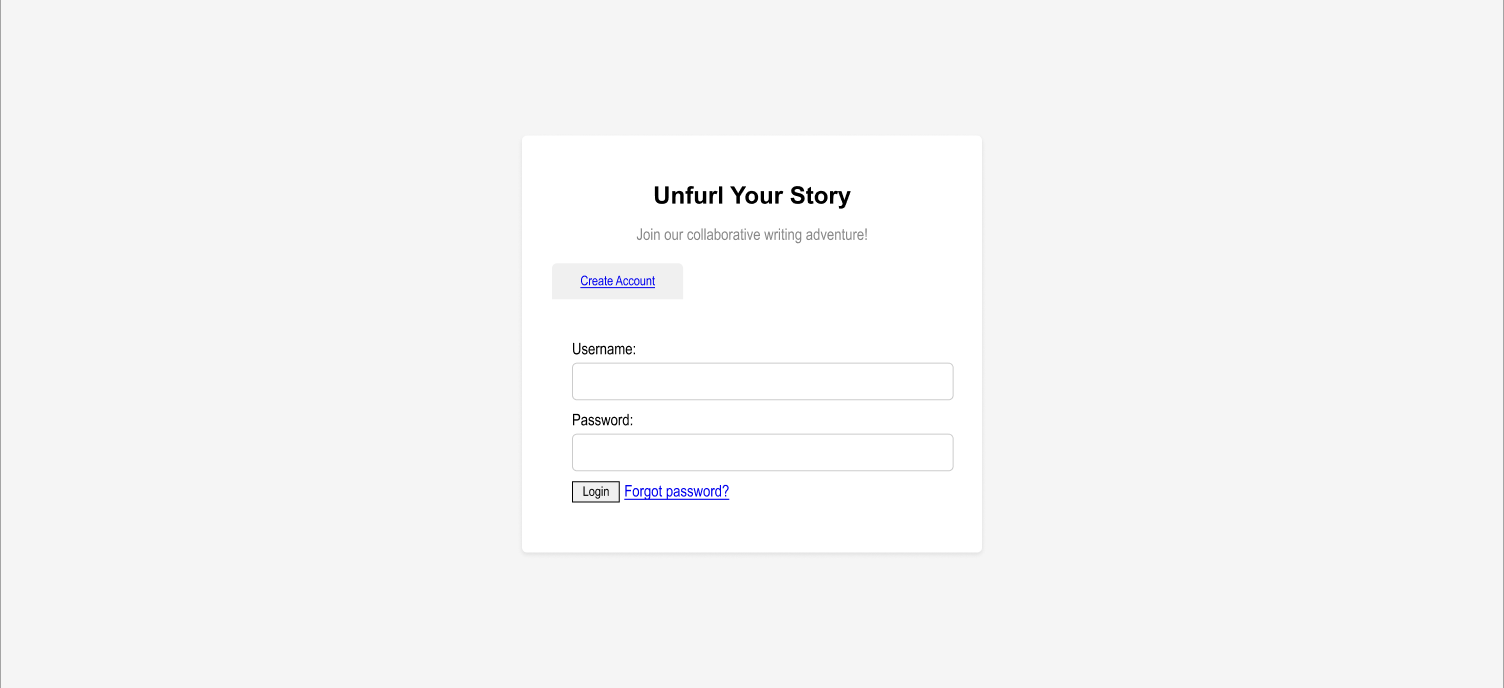 Unfurl Your Story
Join our collaborative writing adventure!
Create Account
Username:
Password:
Login Forgot password?